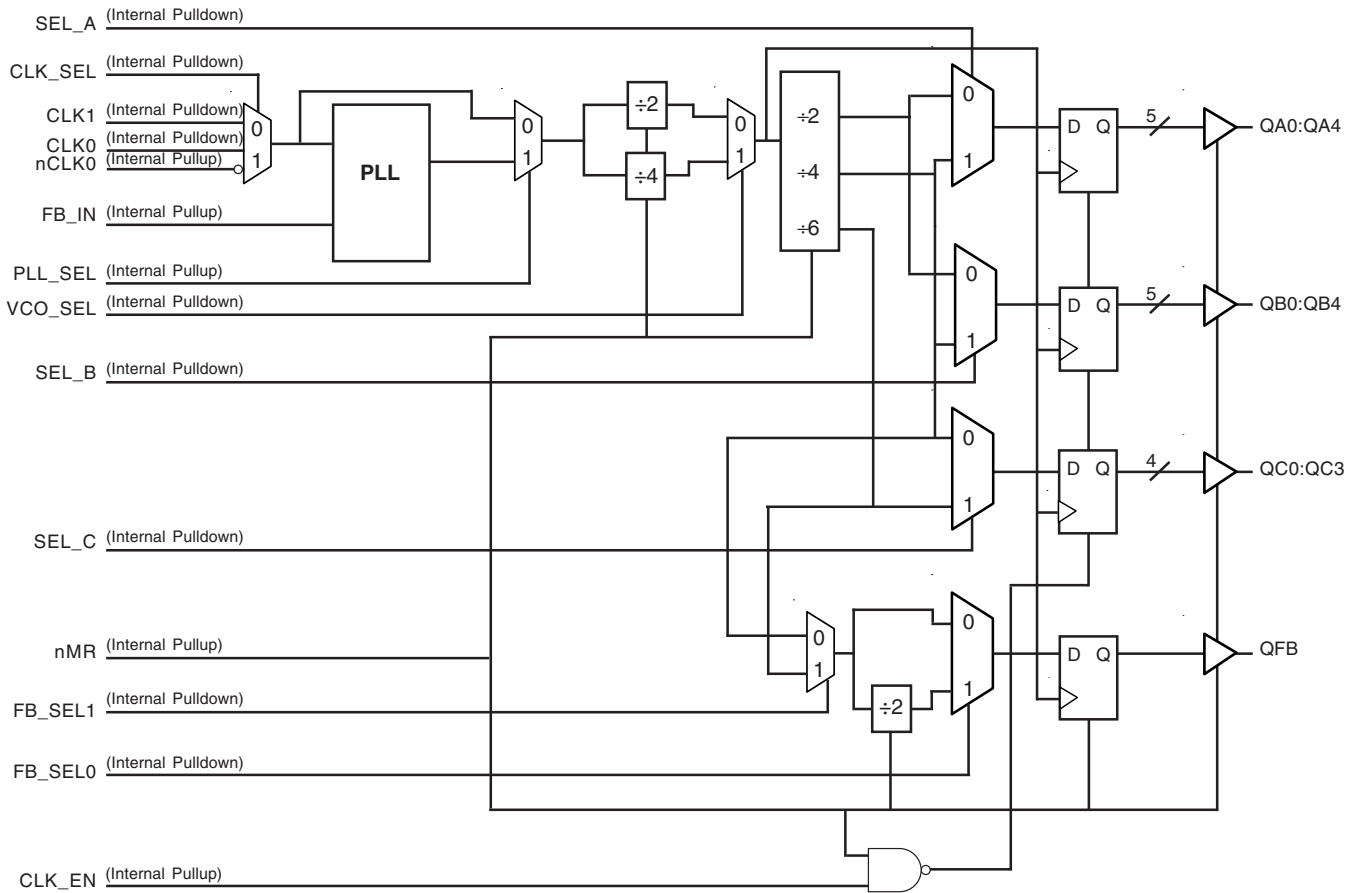 SEL_A (Internal Pulldown)
CLK_SEL (Internal Pulldown)
CLK1 (Internal Pulldown)
CLK0 (Internal Pulldown)
nCLK0 (Internal Pullup)
FB_IN (Internal Pullup)
PLL_SEL (Internal Pullup)
VCO_SEL (Internal Pulldown)
SEL_B (Internal Pulldown)
SEL_C (Internal Pulldown)
nMR (Internal Pullup)
FB_SEL1 (Internal Pulldown)
FB_SEL0 (Internal Pulldown)
CLK_EN (Internal Pullup)
0
1
PLL
0
1
÷2
÷4
0
1
÷2
÷4
÷6
0
1
D Q
5
QA0:QA4
0
1
D Q
5
QB0:QB4
0
1
D Q
4
QC0:QC3
0
1
÷2
0
1
D Q
QFB